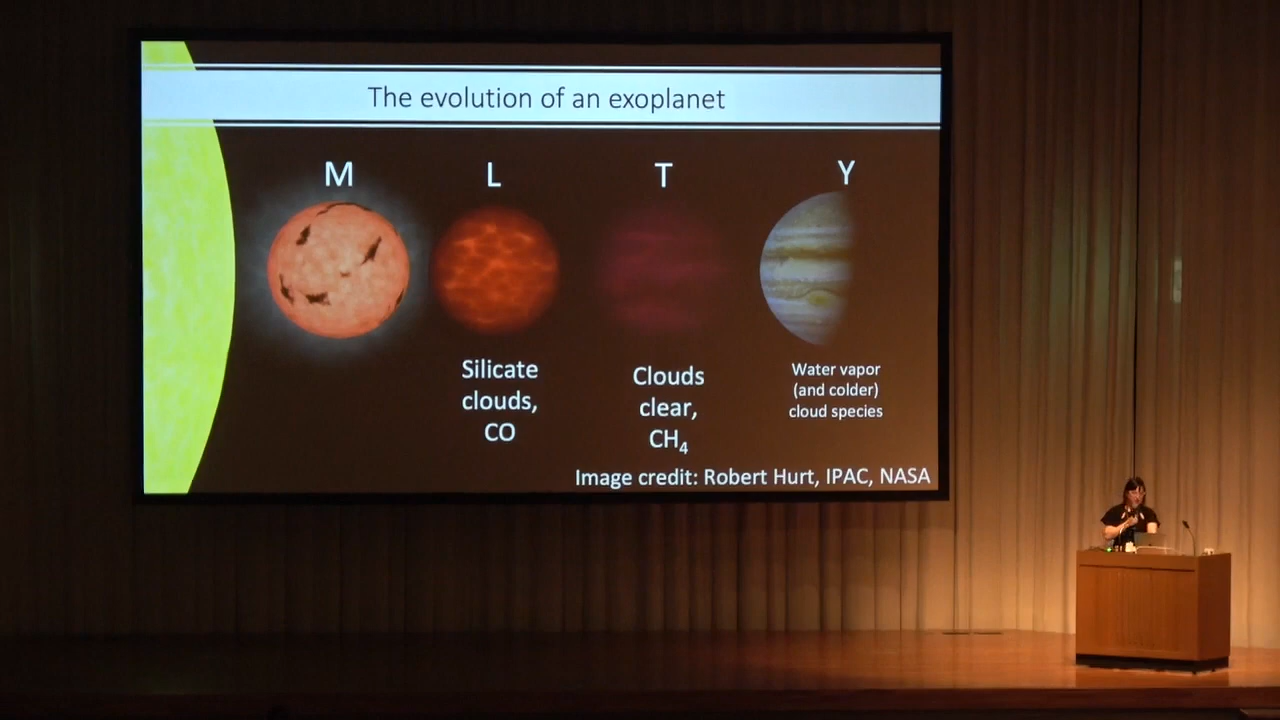 The evolution of an exoplanet
M
L
T
Y
Silicate
clouds,
CO
Clouds
clear,
CH₄
Water vapor
(and colder)
cloud species
Image credit: Robert Hurt, IPAC, NASA